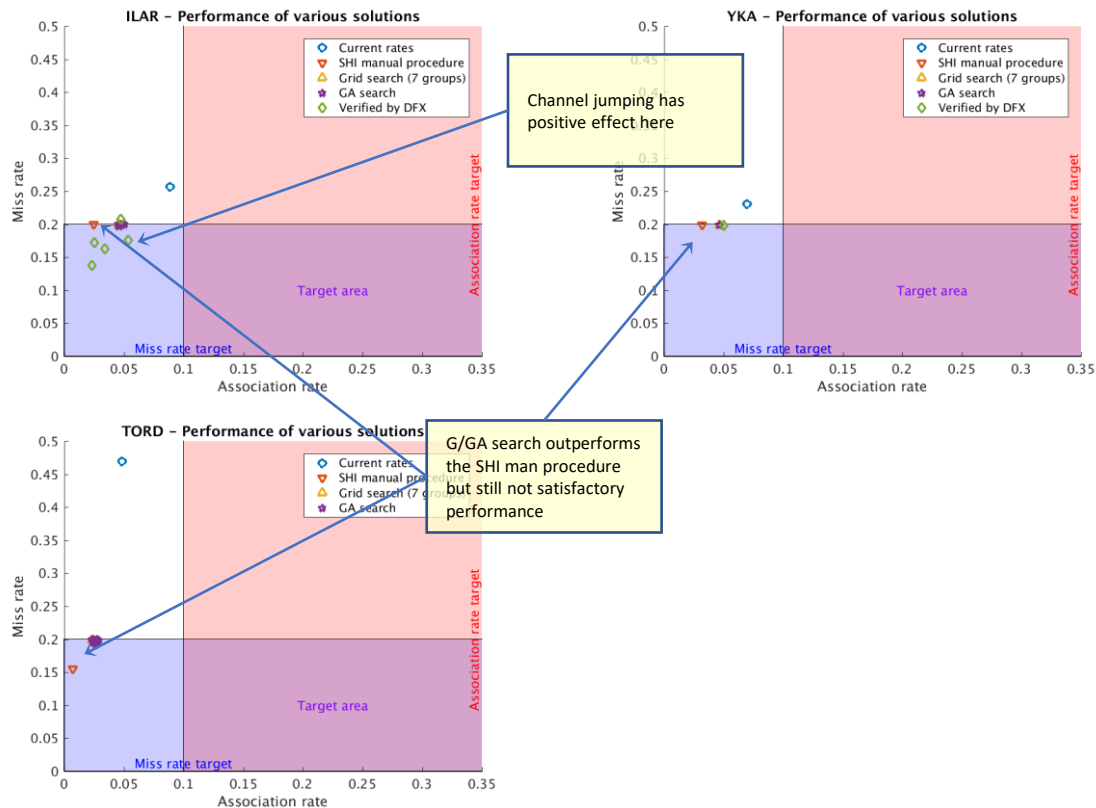 ILAR – Performance of various solutions
0.5
0.45
0.4
0.35
0.3
0.25
0.2
0.15
0.1
0.05
0
Miss rate
Current rates
SHI manual procedure
Grid search (7 groups)
GA search
Verified by DFX
Association rate target
Target area
Miss rate target
0
0.05
0.1
0.15
0.2
0.25
0.3
0.35
Association rate
Channel jumping has
positive effect here
YKA – Performance of various solutions
0.5
0.45
0.4
0.35
0.3
0.25
0.2
0.15
0.1
0.05
0
Miss rate
Current rates
SHI manual procedure
Grid search (7 groups)
GA search
Verified by DFX
Association rate target
Target area
Miss rate target
0
0.05
0.1
0.15
0.2
0.25
0.3
0.35
Association rate
TORD – Performance of various solutions
0.5
0.45
0.4
0.35
0.3
0.25
0.2
0.15
0.1
0.05
0
Miss rate
Current rates
SHI manual procedure
Grid search (7 groups)
GA search
Association rate target
Target area
Miss rate target
0
0.05
0.1
0.15
0.2
0.25
0.3
0.35
Association rate
G/GA search outperforms
the SHI man procedure
but still not satisfactory
performance